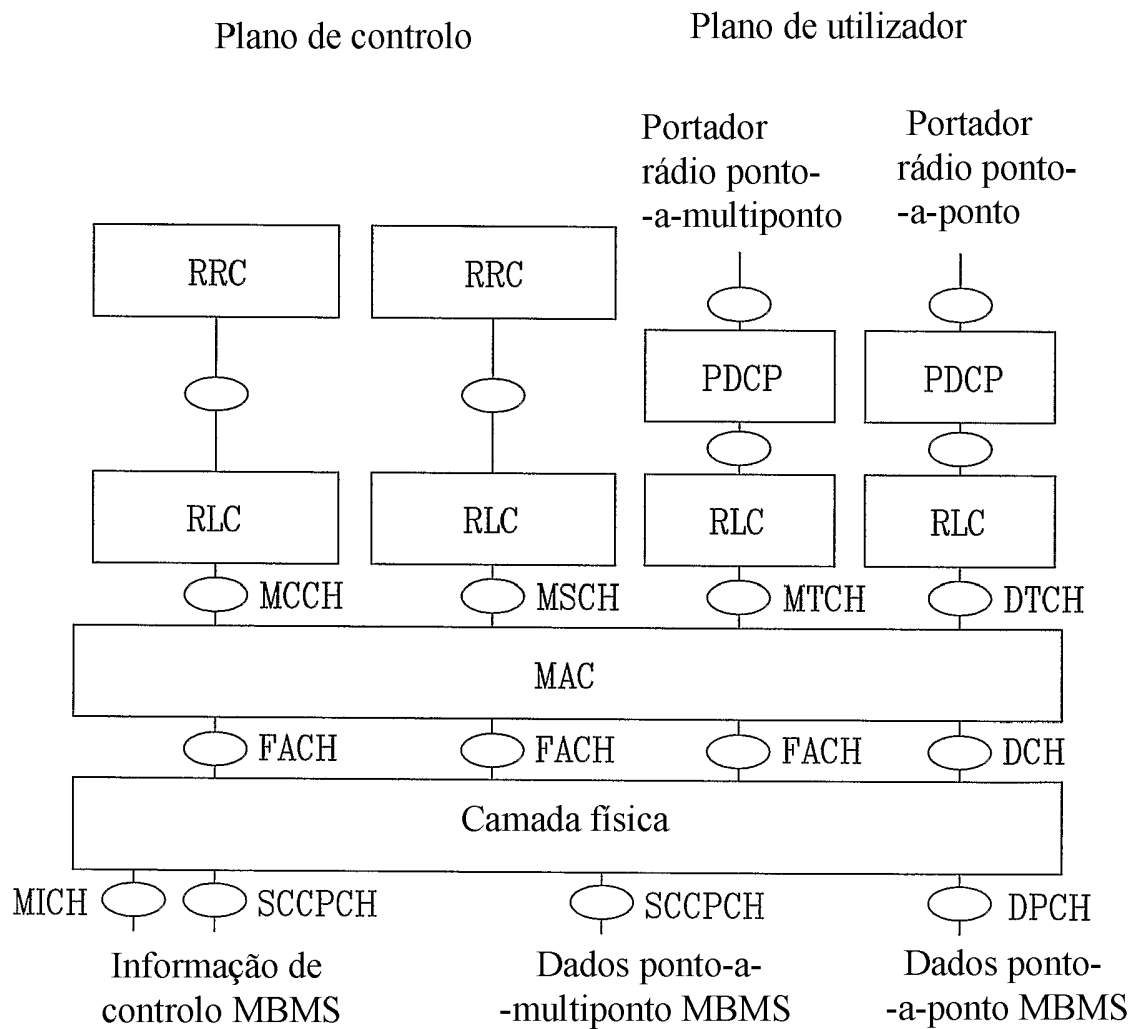 Plano de controlo
Plano de utilizador
Portador
rádio ponto-
-a-multiponto
Portador
rádio ponto-
-a-ponto
RRC
RRC
PDCP
PDCP
RLC
RLC
RLC
RLC
MCCH
MSCH
MTCH
DTCH
MAC
FACH
FACH
FACH
DCH
Camada física
MICH
SCCPCH
SCCPCH
DPCH
Informação de
controlo MBMS
Dados ponto-a-
-multiponto MBMS
Dados ponto-
-a-ponto MBMS